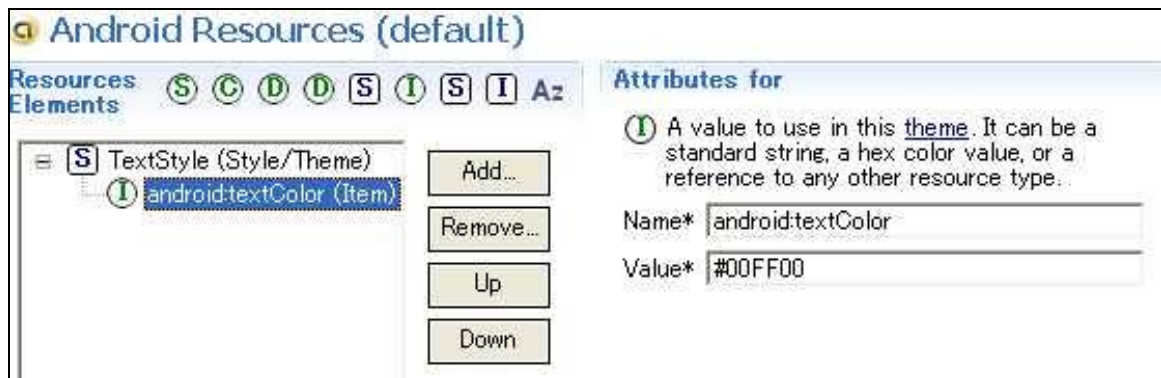 Android Resources (default)
Resources Elements
S C D D S I S I Az
S TextStyle (Style/Theme)
I android:textColor (Item)
Add...
Remove...
Up
Down
Attributes for
I A value to use in this theme. It can be a
standard string, a hex color value, or a
reference to any other resource type.
Name* android:textColor
Value* #00FF00